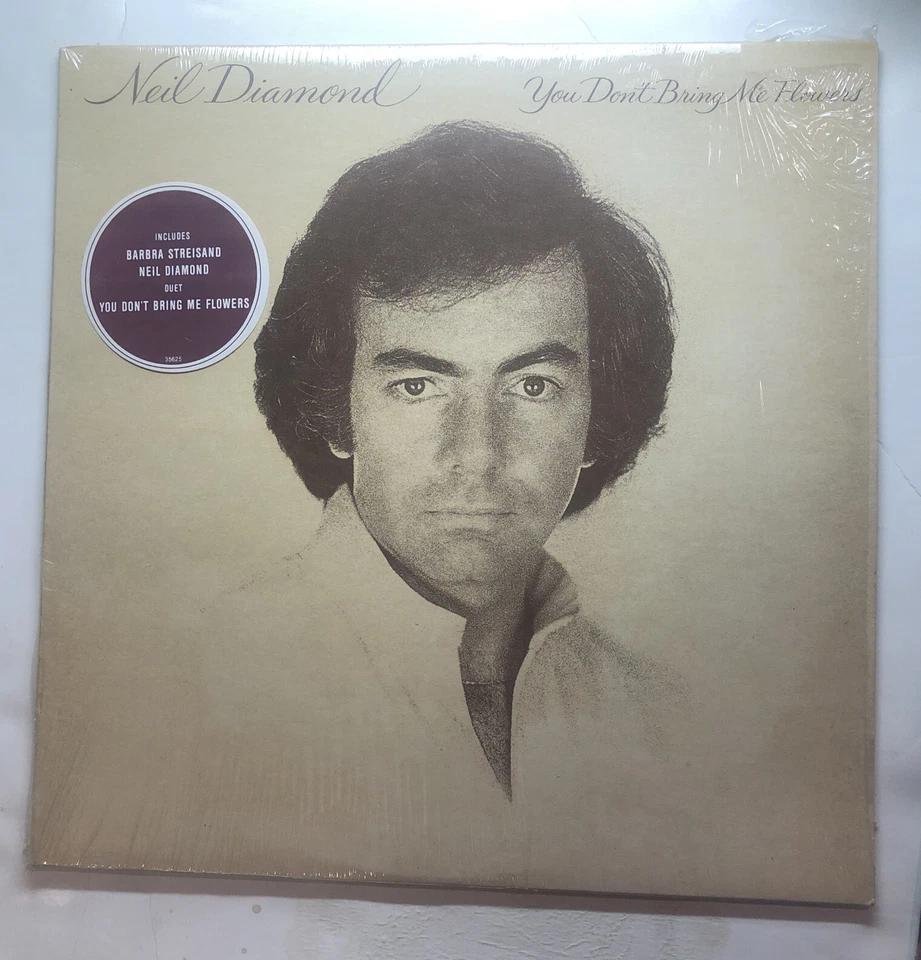 Neil Diamond
You Don't Bring Me Flowers
INCLUDES
BARBRA STREISAND
NEIL DIAMOND
DUET
YOU DON'T BRING ME FLOWERS
35625